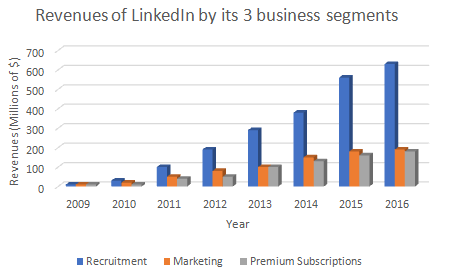 Revenues of LinkedIn by its 3 business segments
Revenues (Millions of $)
700
600
500
400
300
200
100
0
2009 2010 2011 2012 2013 2014 2015 2016
Year
Recruitment Marketing Premium Subscriptions